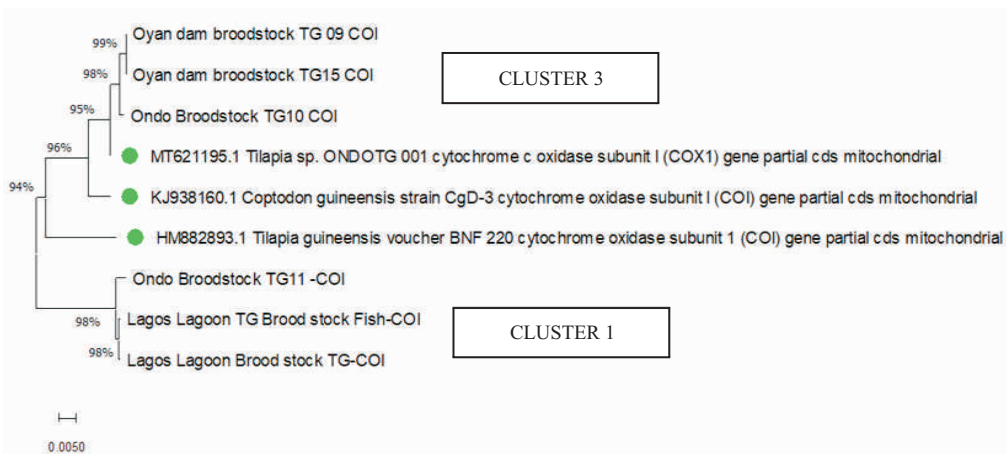 99%
Oyan dam broodstock TG 09 COI
98%
Oyan dam broodstock TG15 COI
CLUSTER 3
95%
Ondo Broodstock TG10 COI
96%
MT621195.1 Tilapia sp. ONDOTG 001 cytochrome c oxidase subunit I (COX1) gene partial cds mitochondrial
94%
KJ938160.1 Coptodon guineensis strain CgD-3 cytochrome oxidase subunit I (COI) gene partial cds mitochondrial
HM882893.1 Tilapia guineensis voucher BNF 220 cytochrome oxidase subunit 1 (COI) gene partial cds mitochondrial
Ondo Broodstock TG11 -COI
98%
Lagos Lagoon TG Brood stock Fish-COI
CLUSTER 1
98%
Lagos Lagoon Brood stock TG-COI
0.0050